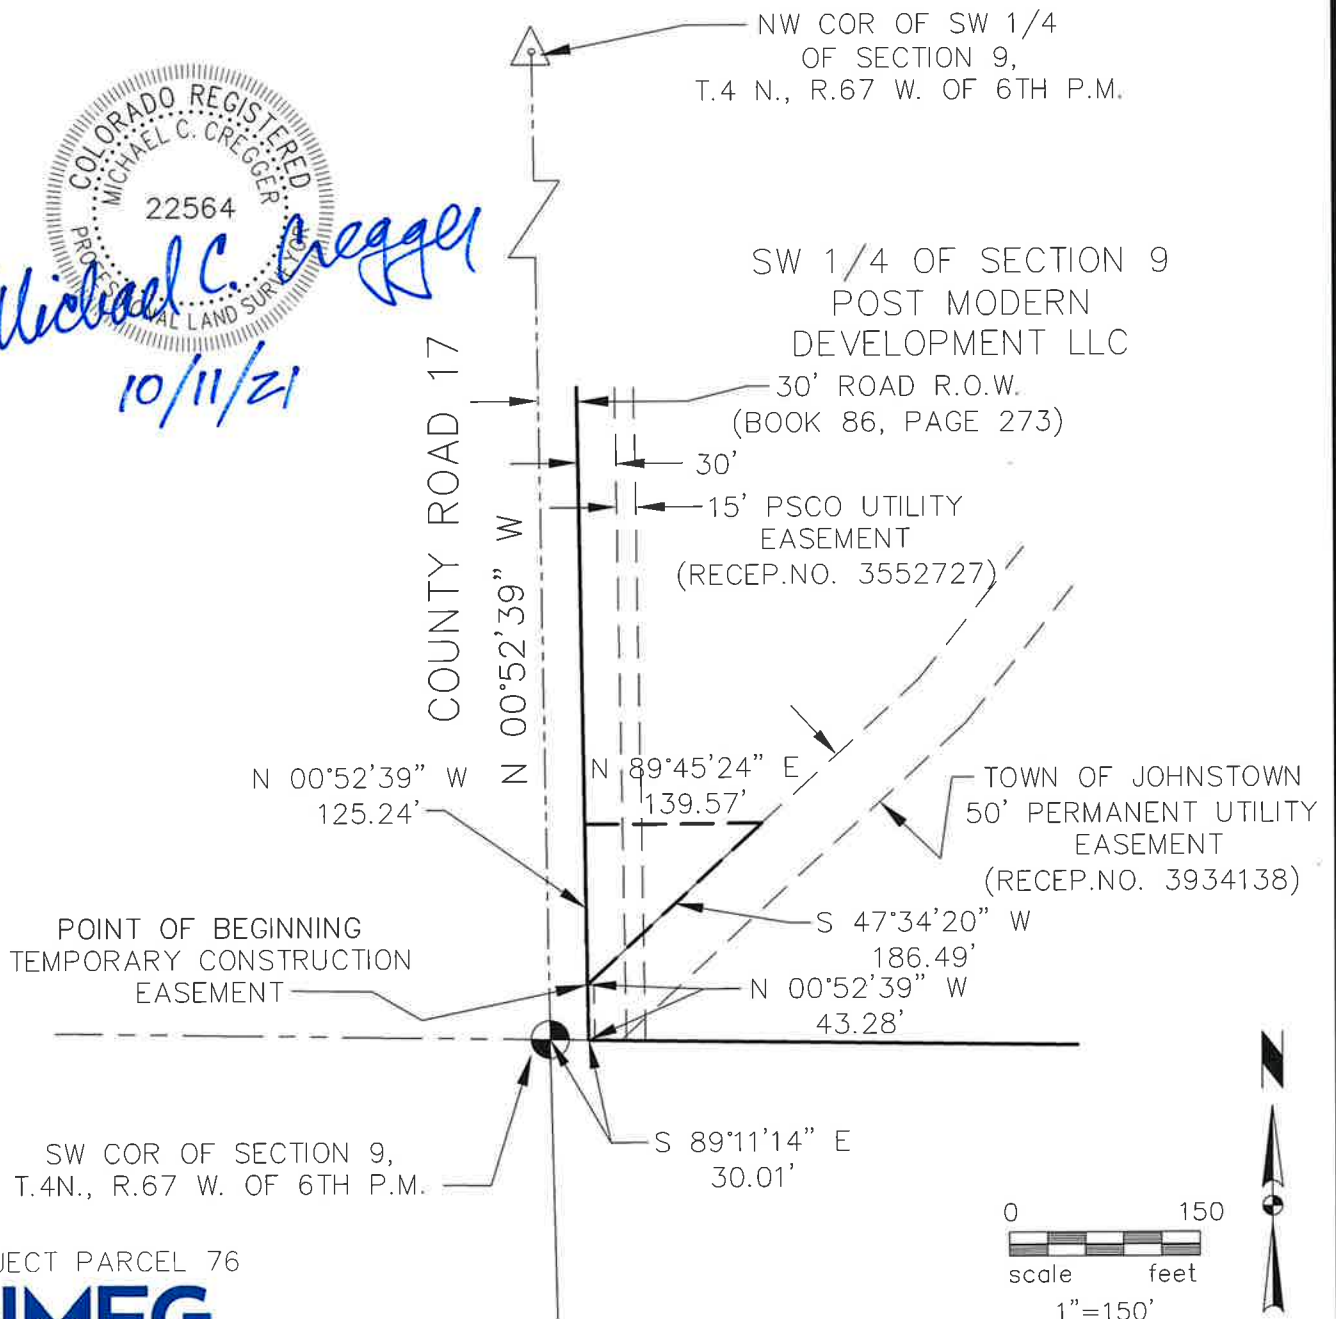 NW COR OF SW 1/4
OF SECTION 9,
T.4 N., R.67 W. OF 6TH P.M.
COLORADO REGISTERED
MICHAEL C. CREGGER
22564
PROFESSIONAL LAND SURVEYOR
Michael C. Cregger
10/11/21
SW 1/4 OF SECTION 9
POST MODERN
DEVELOPMENT LLC
30' ROAD R.O.W.
(BOOK 86, PAGE 273)
30'
15' PSCO UTILITY
EASEMENT
(RECEP.NO. 3552727)
COUNTY ROAD 17
N 00°52'39" W
N 00°52'39" W
125.24'
N 89°45'24" E
139.57'
TOWN OF JOHNSTOWN
50' PERMANENT UTILITY
EASEMENT
(RECEP.NO. 3934138)
S 47°34'20" W
186.49'
POINT OF BEGINNING
TEMPORARY CONSTRUCTION
EASEMENT
N 00°52'39" W
43.28'
S 89°11'14" E
30.01'
SW COR OF SECTION 9,
T.4N., R.67 W. OF 6TH P.M.
N
0 150
scale feet
1"=150'
JECT PARCEL 76
IMEG